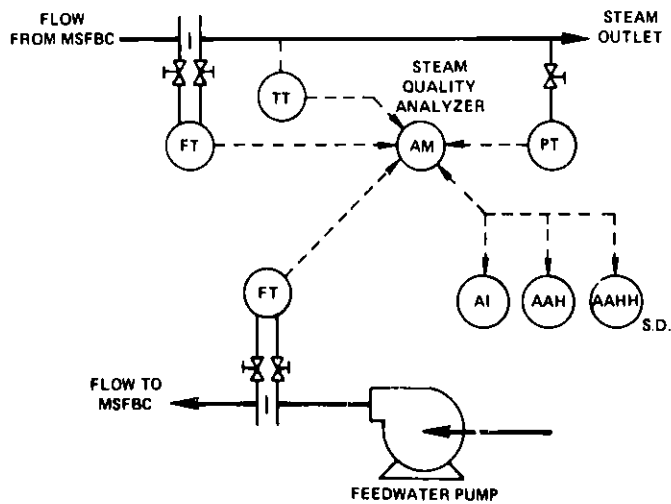 FLOW
FROM MSFBC
STEAM
OUTLET
STEAM
QUALITY
ANALYZER
TT
FT
AM
PT
FT
AI
AAH
AAHH
S.D.
FLOW TO
MSFBC
FEEDWATER PUMP